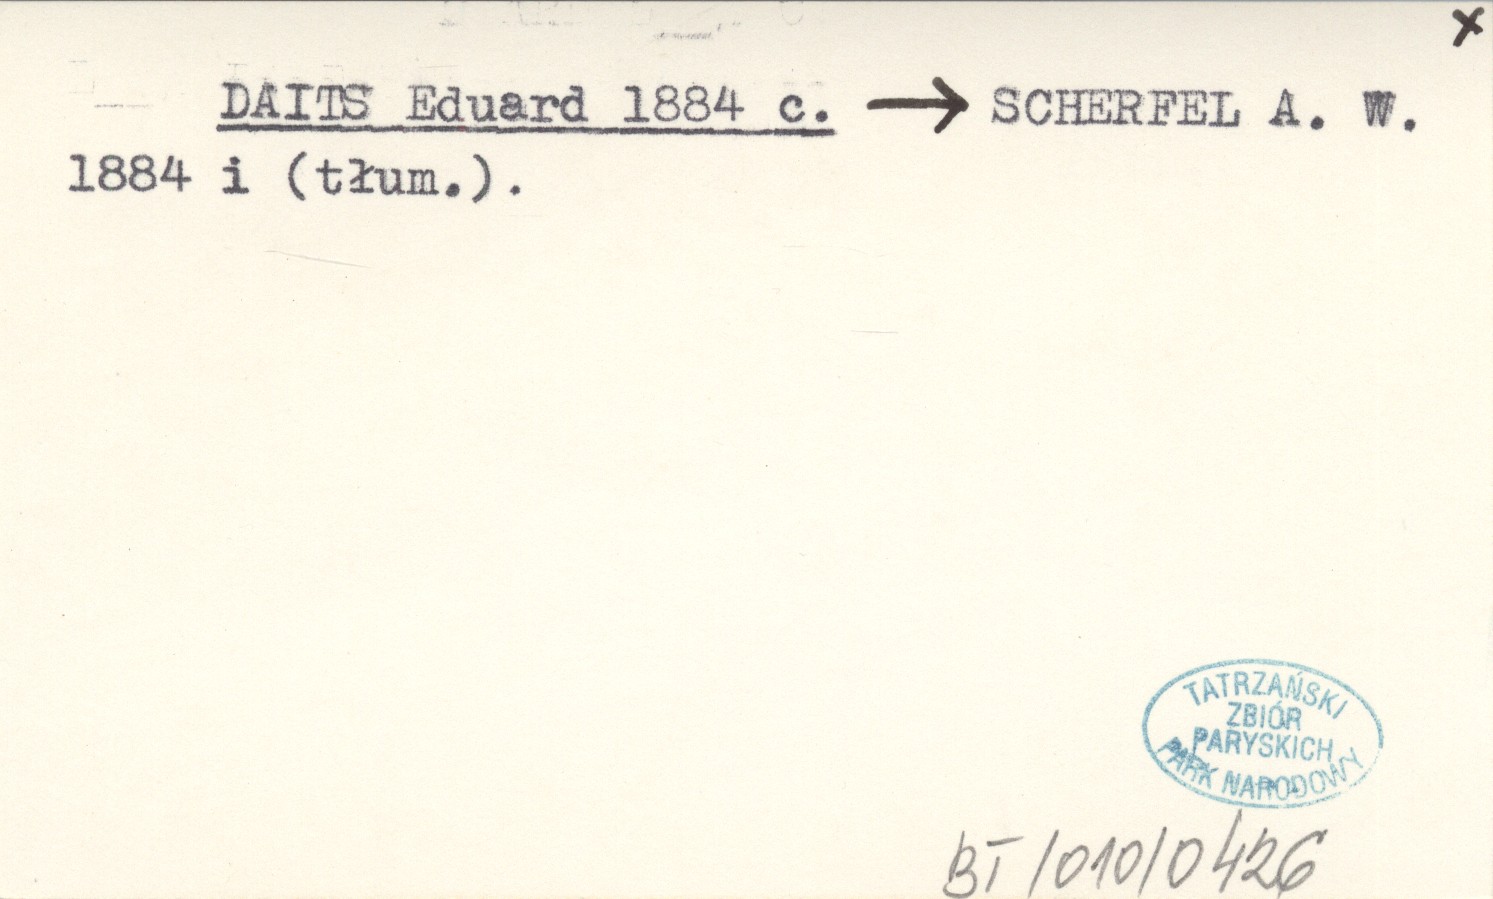 x
DAITS Eduard 1884 c. → SCHERFEL A. W.
1884 i (tłum.).
TATRZAŃSKI
ZBIÓR
PARYSKICH
PARK NARODOWY
BT/010/0426